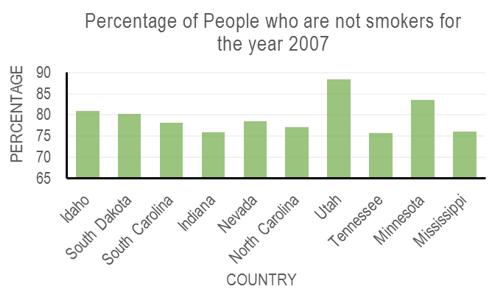 Percentage of People who are not smokers for
the year 2007
PERCENTAGE
90
85
80
75
70
65
Idaho
South Dakota
South Carolina
Indiana
Nevada
North Carolina
Utah
Tennessee
Minnesota
Mississippi
COUNTRY